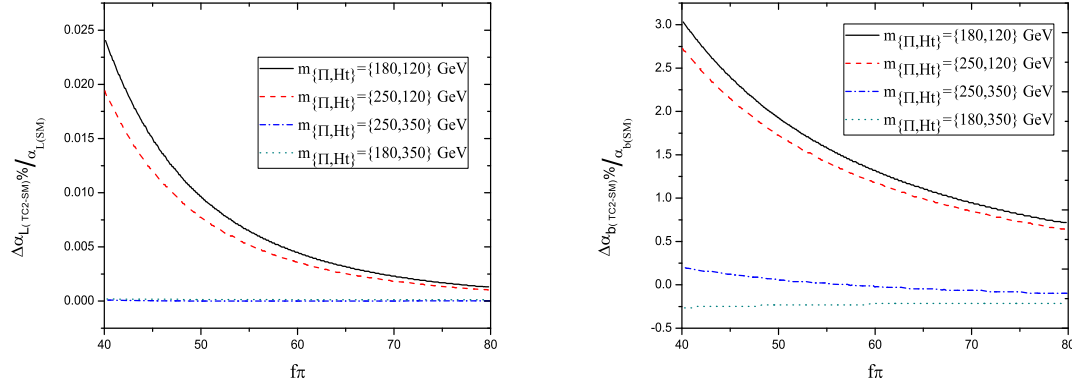 0.025
0.020
0.015
0.010
0.005
0.000
ΔαL(TC2-SM)%/αL(SM)
40 50 60 70 80
fπ
m{Π,Ht}={180,120} GeV
m{Π,Ht}={250,120} GeV
m{Π,Ht}={250,350} GeV
m{Π,Ht}={180,350} GeV
3.0
2.5
2.0
1.5
1.0
0.5
0.0
-0.5
Δαb(TC2-SM)%/αb(SM)
40 50 60 70 80
fπ
m{Π,Ht}={180,120} GeV
m{Π,Ht}={250,120} GeV
m{Π,Ht}={250,350} GeV
m{Π,Ht}={180,350} GeV